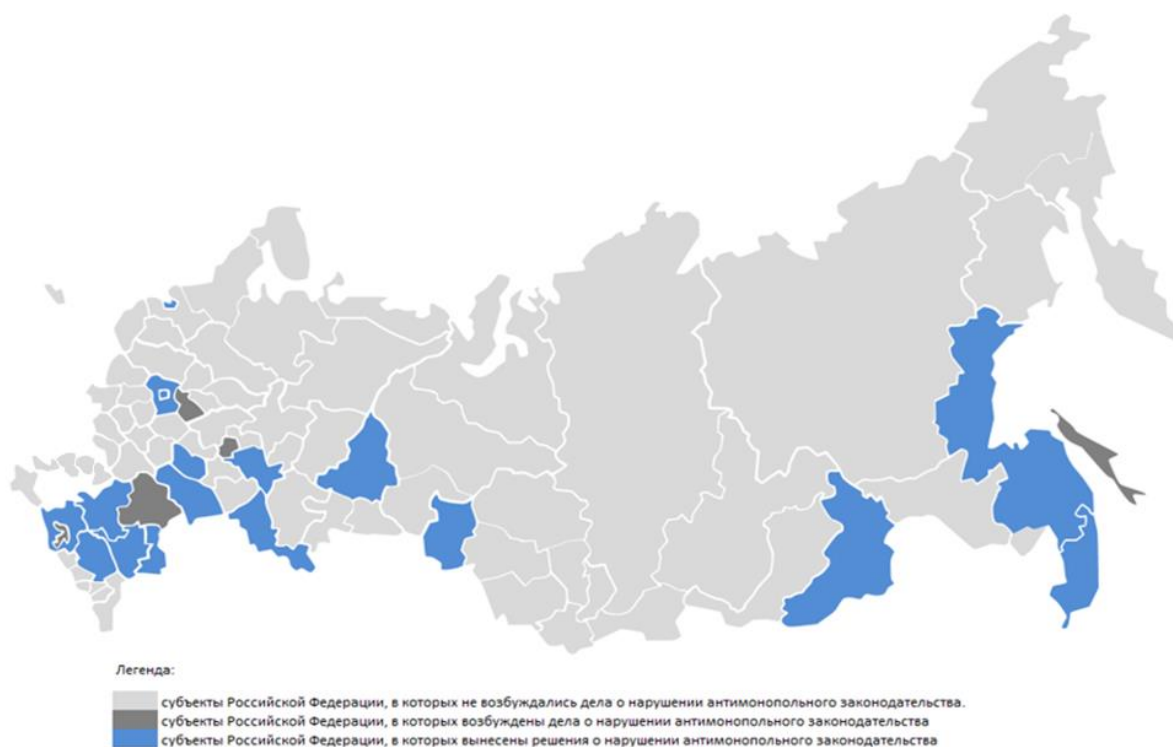 Легенда:
субъекты Российской Федерации, в которых не возбуждались дела о нарушении антимонопольного законодательства.
субъекты Российской Федерации, в которых возбуждены дела о нарушении антимонопольного законодательства
субъекты Российской Федерации, в которых вынесены решения о нарушении антимонопольного законодательства